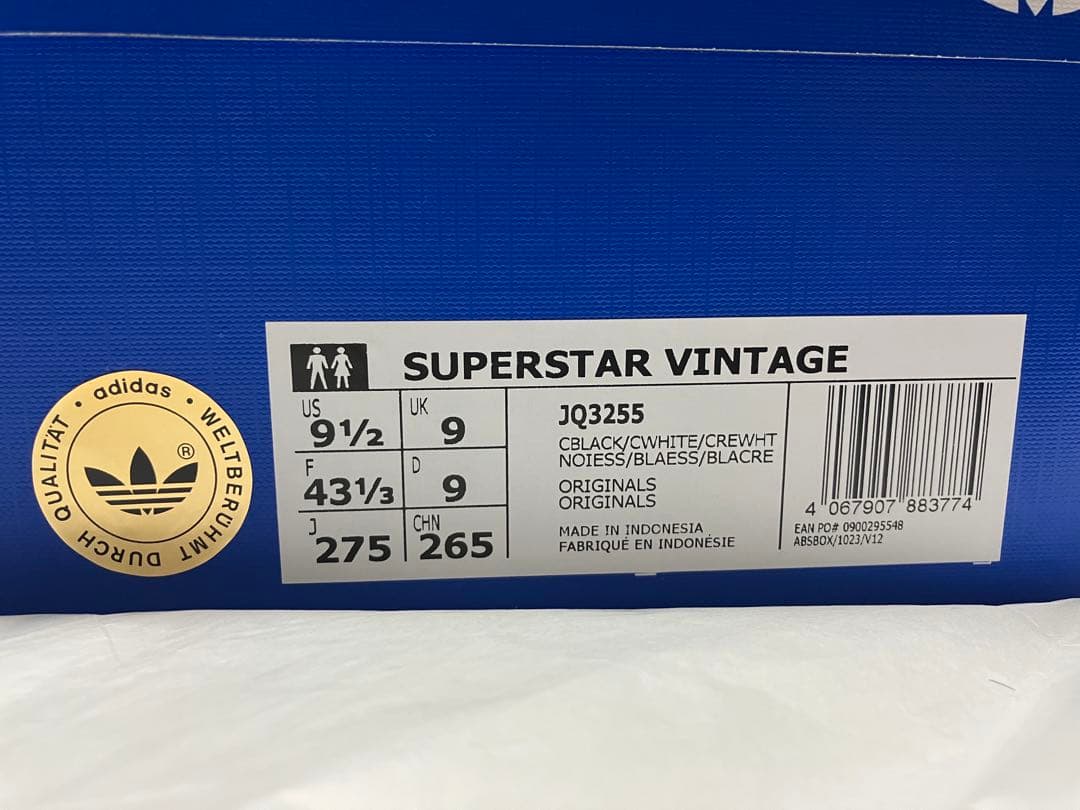 adidas • WELTBERÜHMT DURCH QUALITÄT •
®
SUPERSTAR VINTAGE
US
9½
UK
9
F
43⅓
D
9
J
275
CHN
265
JQ3255
CBLACK/CWHITE/CREWHT
NOIESS/BLAESS/BLACRE
ORIGINALS
ORIGINALS
MADE IN INDONESIA
FABRIQUÉ EN INDONÉSIE
4 067907 883774
EAN PO# 0900295548
ABSBOX/1023/V12